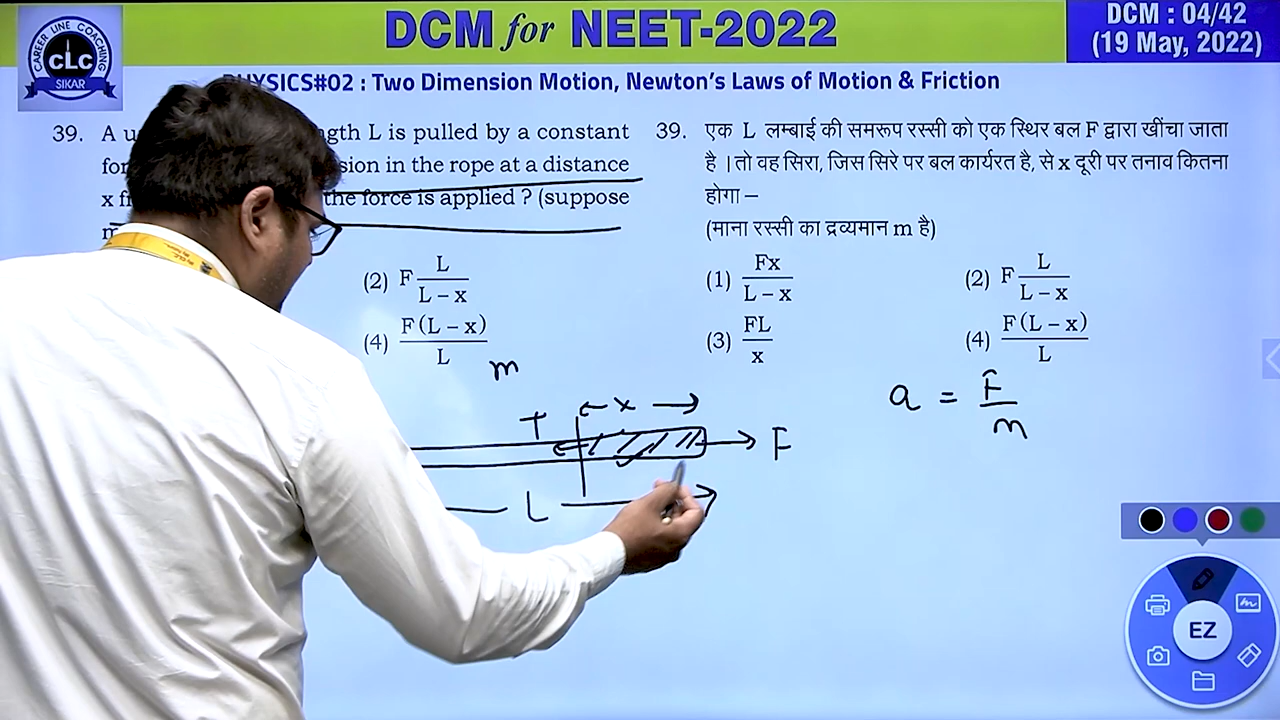 CAREER LINE COACHING
CLC
SIKAR
DCM for NEET-2022
DCM : 04/42
(19 May, 2022)
PHYSICS#02 : Two Dimension Motion, Newton's Laws of Motion & Friction
39. A L is pulled by a constant
in the rope at a distance
x the force is applied ? (suppose
(2) F L / L – x
(4) F(L – x) / L
39. एक L लम्बाई की समरूप रस्सी को एक स्थिर बल F द्वारा खींचा जाता
है । तो वह सिरा, जिस सिरे पर बल कार्यरत है, से x दूरी पर तनाव कितना
होगा –
(माना रस्सी का द्रव्यमान m है)
(1) Fx / L – x
(2) F L / L – x
(3) FL / x
(4) F(L – x) / L
m
x
T
F
L
a = F / m
EZ